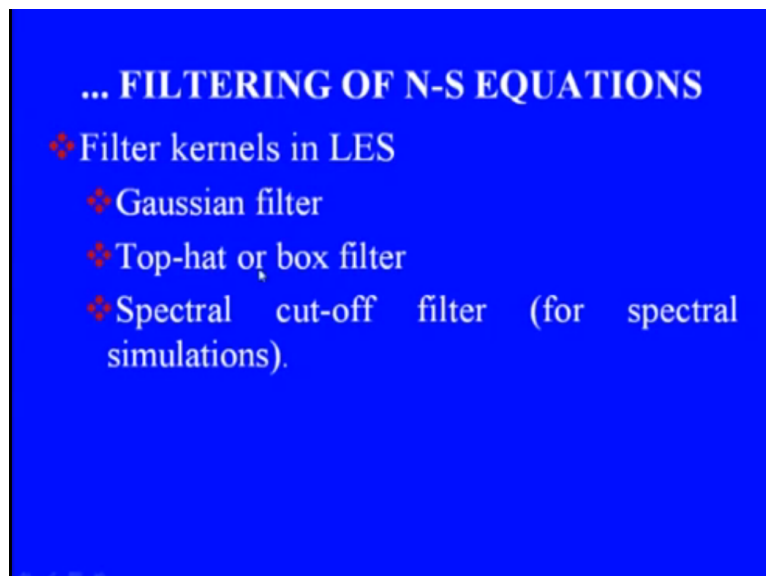 ... FILTERING OF N-S EQUATIONS
Filter kernels in LES
Gaussian filter
Top-hat or box filter
Spectral cut-off filter (for spectral
simulations).